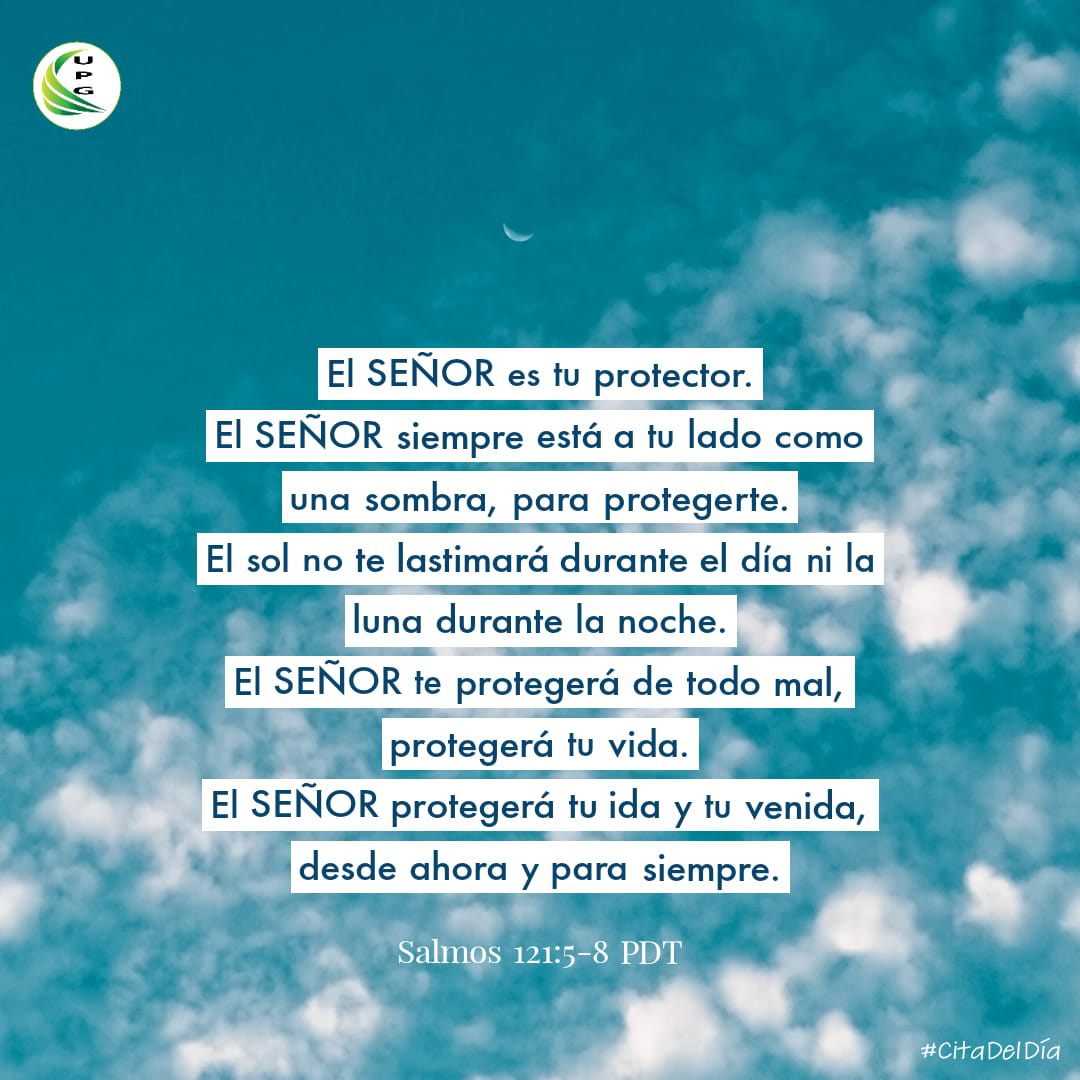 U
P
G
El SEÑOR es tu protector.
El SEÑOR siempre está a tu lado como
una sombra, para protegerte.
El sol no te lastimará durante el día ni la
luna durante la noche.
El SEÑOR te protegerá de todo mal,
protegerá tu vida.
El SEÑOR protegerá tu ida y tu venida,
desde ahora y para siempre.
Salmos 121:5-8 PDT
#CitaDelDía